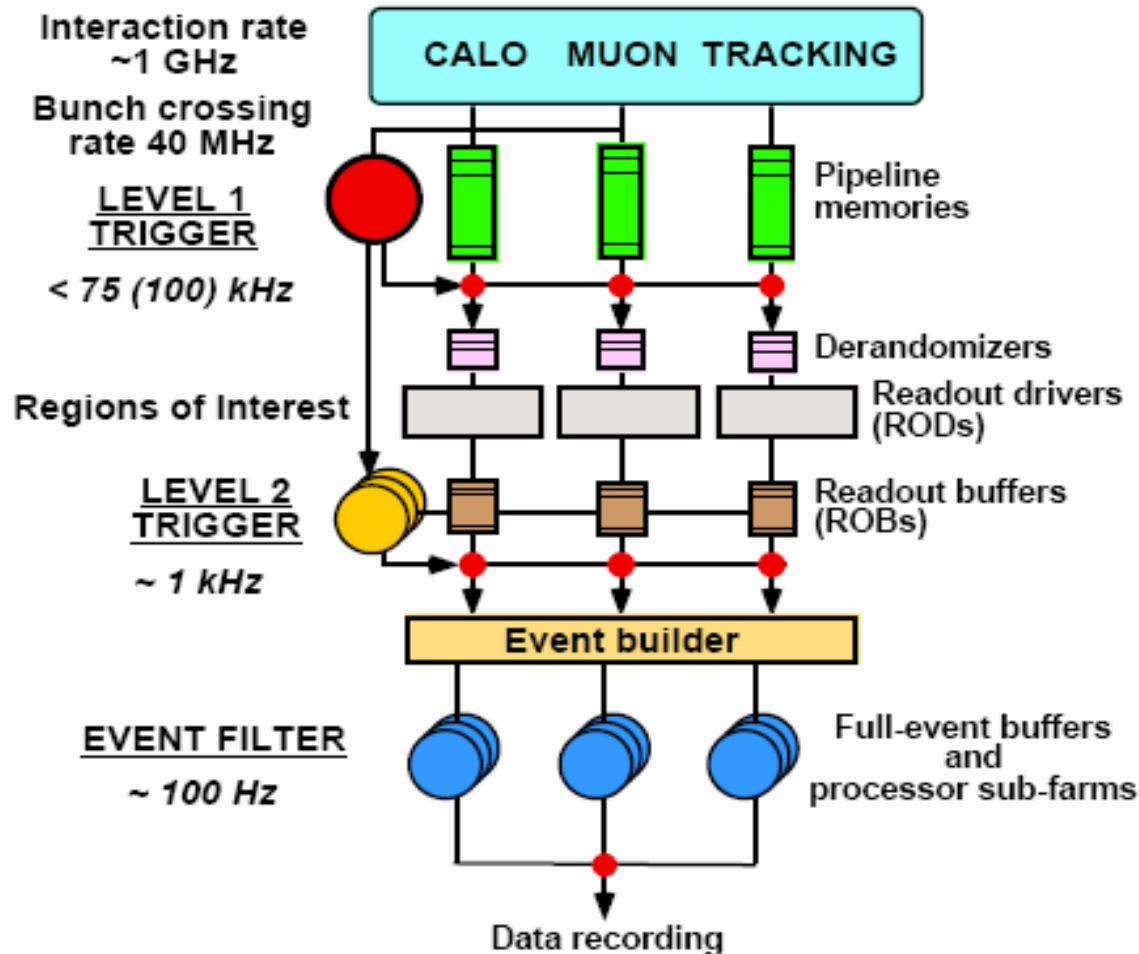 Interaction rate
~1 GHz
CALO MUON TRACKING
Bunch crossing
rate 40 MHz
LEVEL 1
TRIGGER
< 75 (100) kHz
Pipeline
memories
Derandomizers
Regions of Interest
Readout drivers
(RODs)
LEVEL 2
TRIGGER
~ 1 kHz
Readout buffers
(ROBs)
Event builder
EVENT FILTER
~ 100 Hz
Full-event buffers
and
processor sub-farms
Data recording